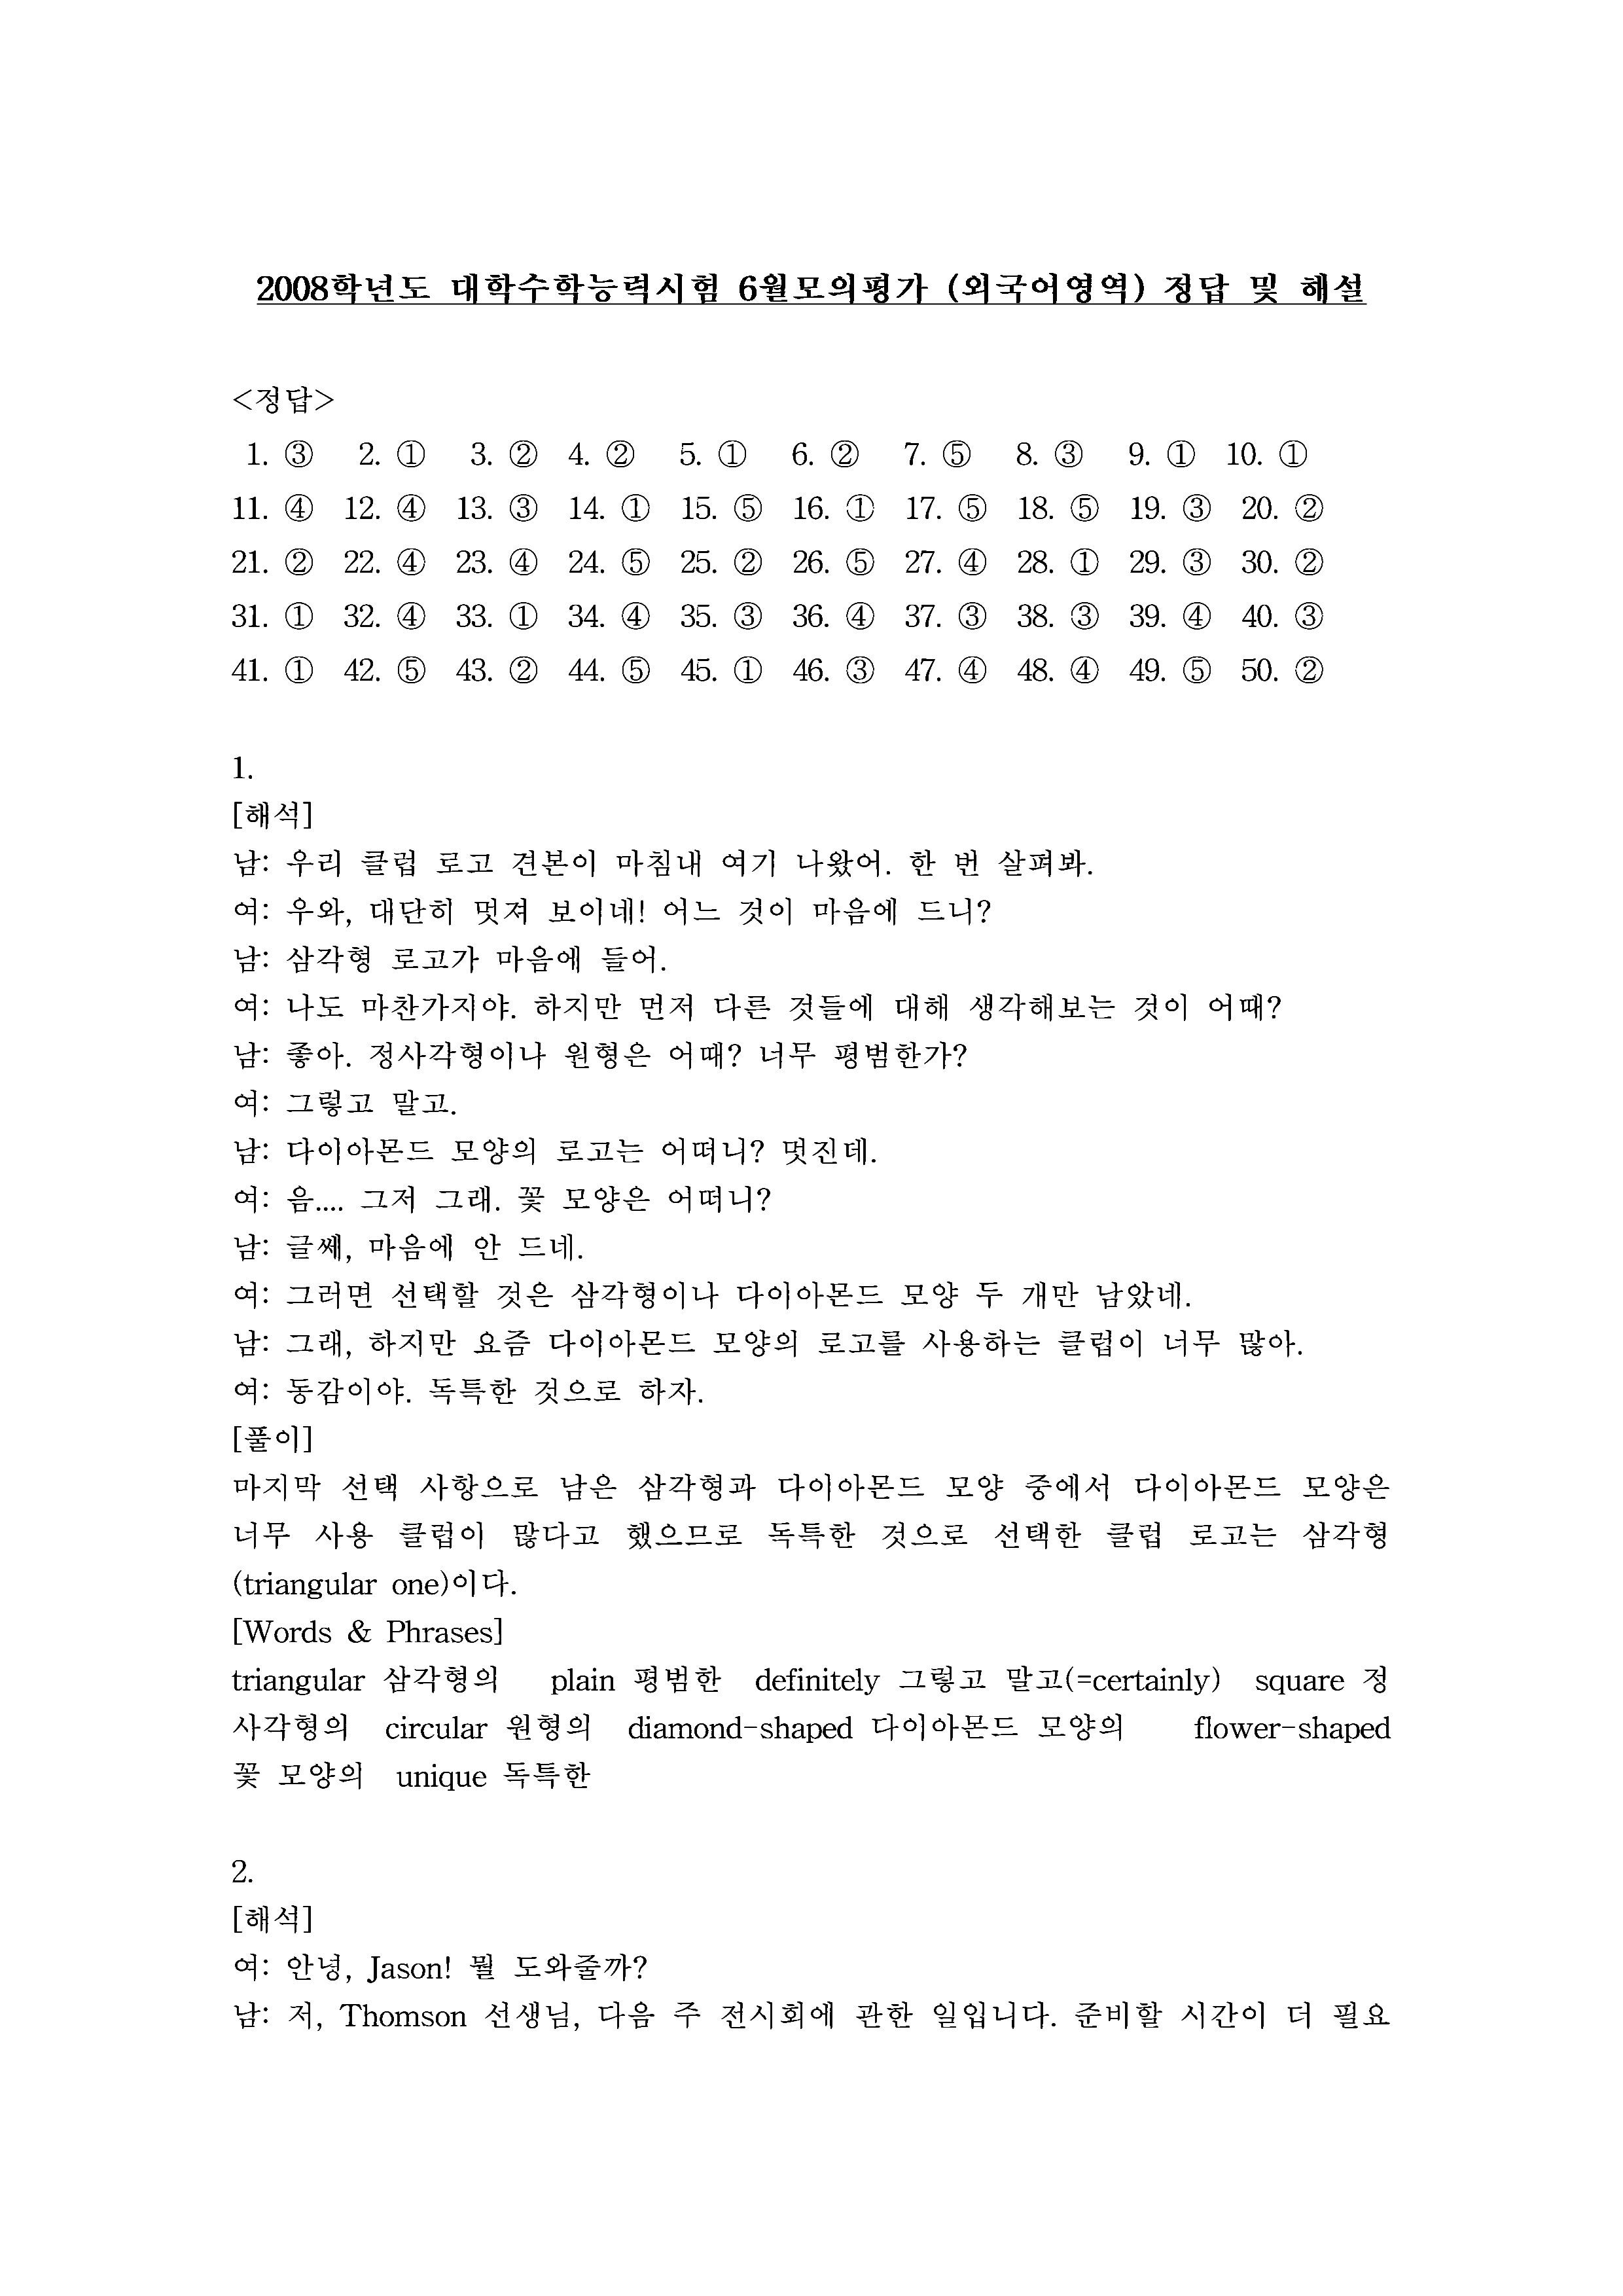 2008학년도 대학수학능력시험 6월모의평가 (외국어영역) 정답 및 해설
<정답>
1. ③ 2. ① 3. ② 4. ② 5. ① 6. ② 7. ⑤ 8. ③ 9. ① 10. ①
11. ④ 12. ④ 13. ③ 14. ① 15. ⑤ 16. ① 17. ⑤ 18. ⑤ 19. ③ 20. ②
21. ② 22. ④ 23. ④ 24. ⑤ 25. ② 26. ⑤ 27. ④ 28. ① 29. ③ 30. ②
31. ① 32. ④ 33. ① 34. ④ 35. ③ 36. ④ 37. ③ 38. ③ 39. ④ 40. ③
41. ① 42. ⑤ 43. ② 44. ⑤ 45. ① 46. ③ 47. ④ 48. ④ 49. ⑤ 50. ②
1.
[해석]
남: 우리 클럽 로고 견본이 마침내 여기 나왔어. 한 번 살펴봐.
여: 우와, 대단히 멋져 보이네! 어느 것이 마음에 드니?
남: 삼각형 로고가 마음에 들어.
여: 나도 마찬가지야. 하지만 먼저 다른 것들에 대해 생각해보는 것이 어때?
남: 좋아. 정사각형이나 원형은 어때? 너무 평범한가?
여: 그렇고 말고.
남: 다이아몬드 모양의 로고는 어떠니? 멋진데.
여: 음.... 그저 그래. 꽃 모양은 어떠니?
남: 글쎄, 마음에 안 드네.
여: 그러면 선택할 것은 삼각형이나 다이아몬드 모양 두 개만 남았네.
남: 그래, 하지만 요즘 다이아몬드 모양의 로고를 사용하는 클럽이 너무 많아.
여: 동감이야. 독특한 것으로 하자.
[풀이]
마지막 선택 사항으로 남은 삼각형과 다이아몬드 모양 중에서 다이아몬드 모양은
너무 사용 클럽이 많다고 했으므로 독특한 것으로 선택한 클럽 로고는 삼각형
(triangular one)이다.
[Words & Phrases]
triangular 삼각형의 plain 평범한 definitely 그렇고 말고(=certainly) square 정
사각형의 circular 원형의 diamond-shaped 다이아몬드 모양의 flower-shaped
꽃 모양의 unique 독특한
2.
[해석]
여: 안녕, Jason! 뭘 도와줄까?
남: 저, Thomson 선생님, 다음 주 전시회에 관한 일입니다. 준비할 시간이 더 필요